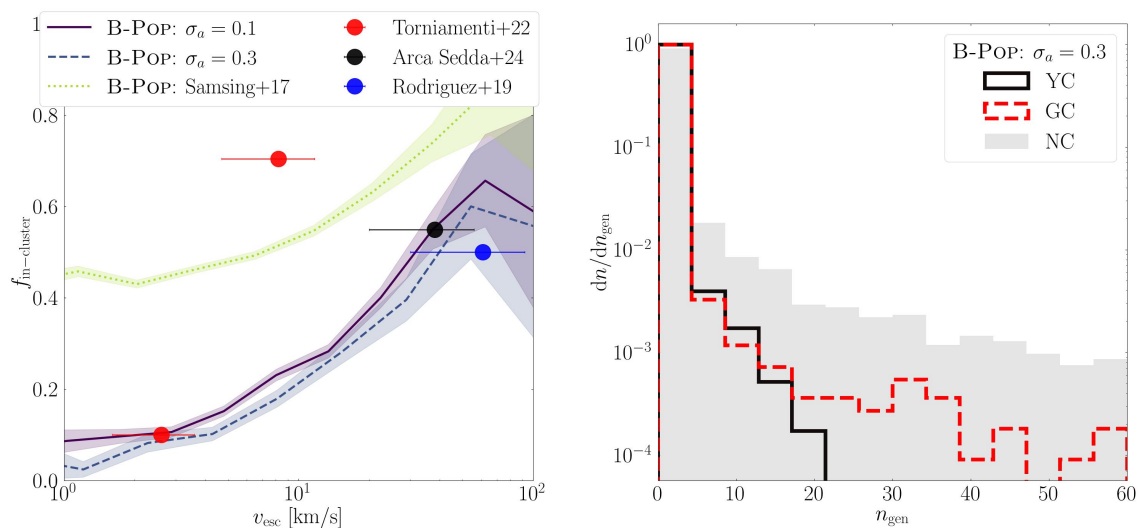 B-POP: σ_a = 0.1
B-POP: σ_a = 0.3
B-POP: Samsing+17
Torniamenti+22
Arca Sedda+24
Rodriguez+19
1
0.8
0.6
0.4
0.2
0.0
f_in−cluster
10^0
10^1
10^2
v_esc [km/s]
B-POP: σ_a = 0.3
YC
GC
NC
10^0
10^−1
10^−2
10^−3
10^−4
dn/dn_gen
0
10
20
30
40
50
60
n_gen